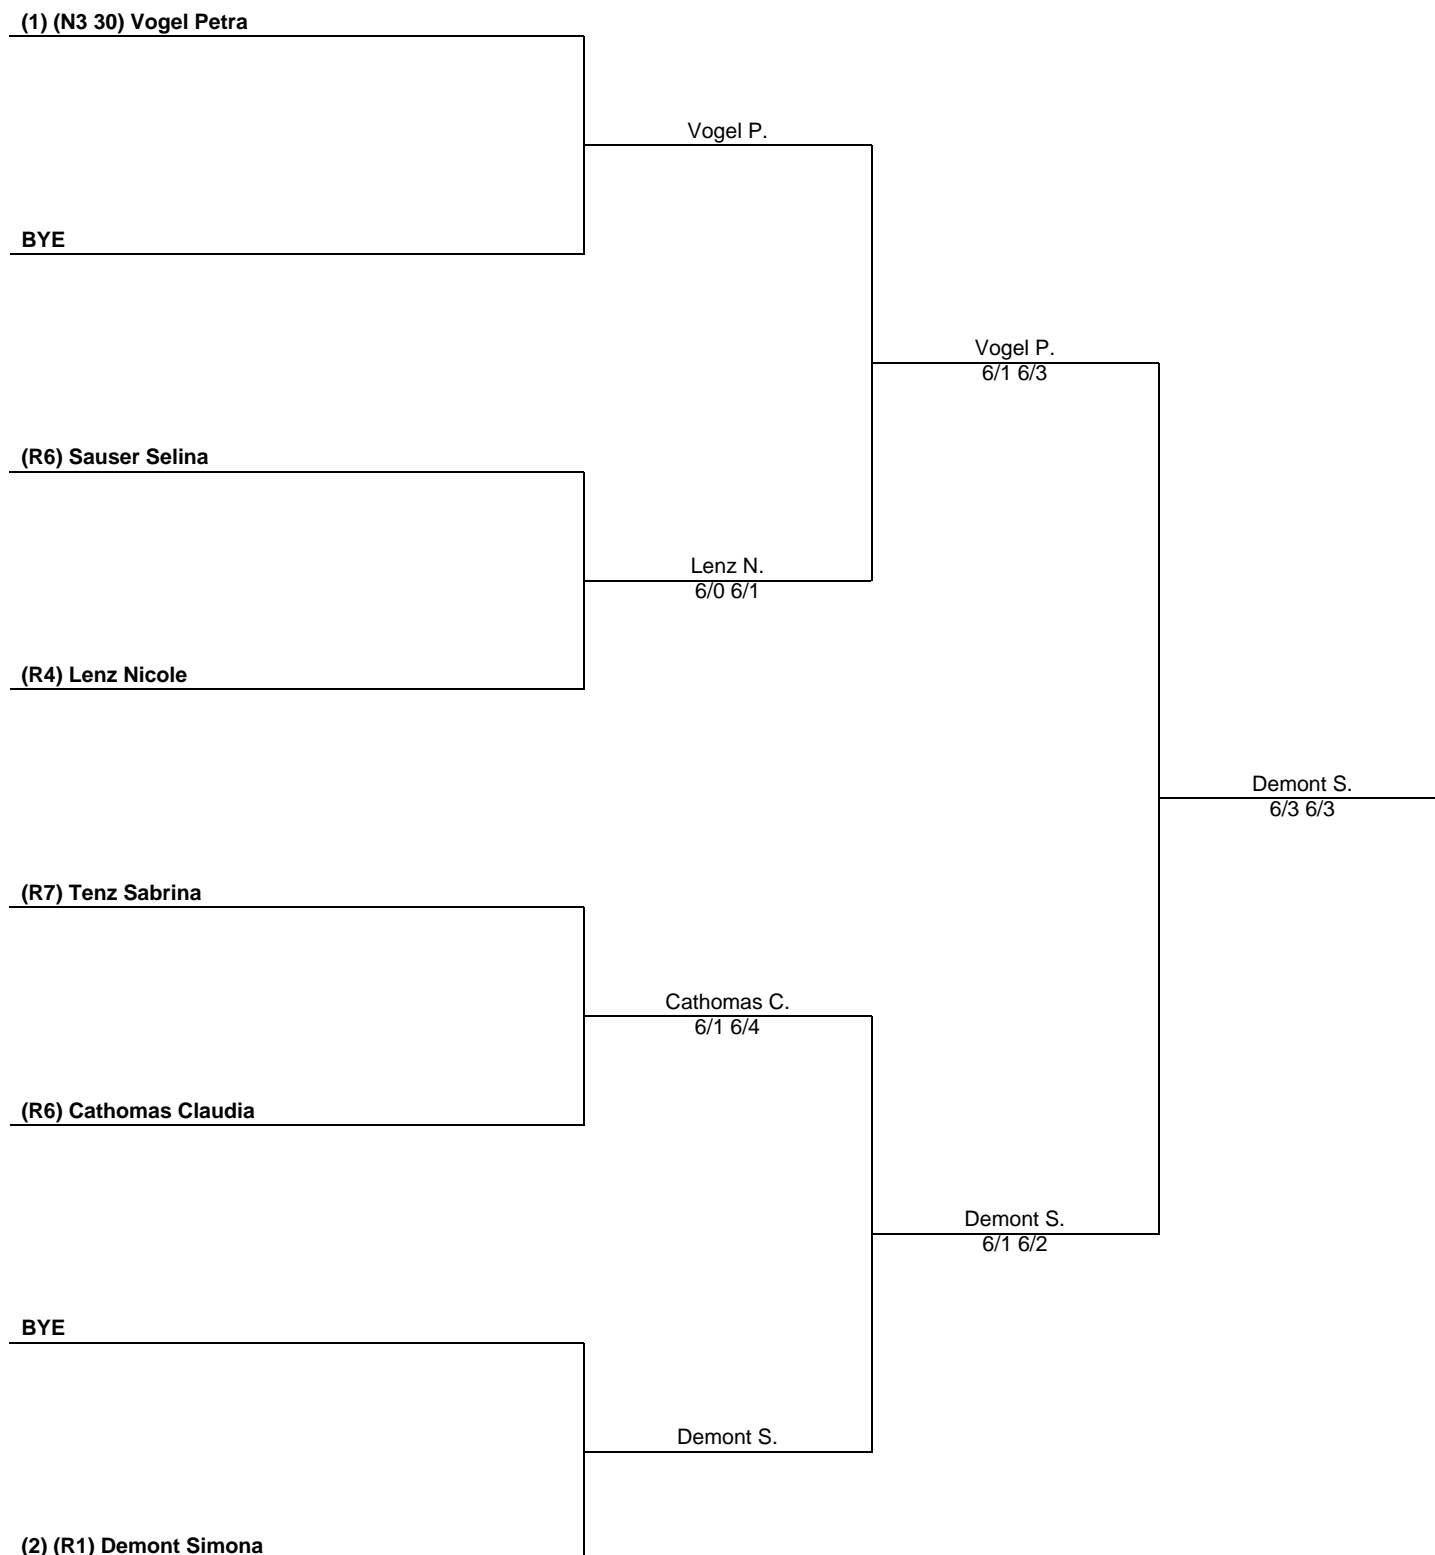 (1) (N3 30) Vogel Petra
Vogel P.
BYE
Vogel P.
6/1 6/3
(R6) Sauser Selina
Lenz N.
6/0 6/1
(R4) Lenz Nicole
Demont S.
6/3 6/3
(R7) Tenz Sabrina
Cathomas C.
6/1 6/4
(R6) Cathomas Claudia
Demont S.
6/1 6/2
BYE
Demont S.
(2) (R1) Demont Simona